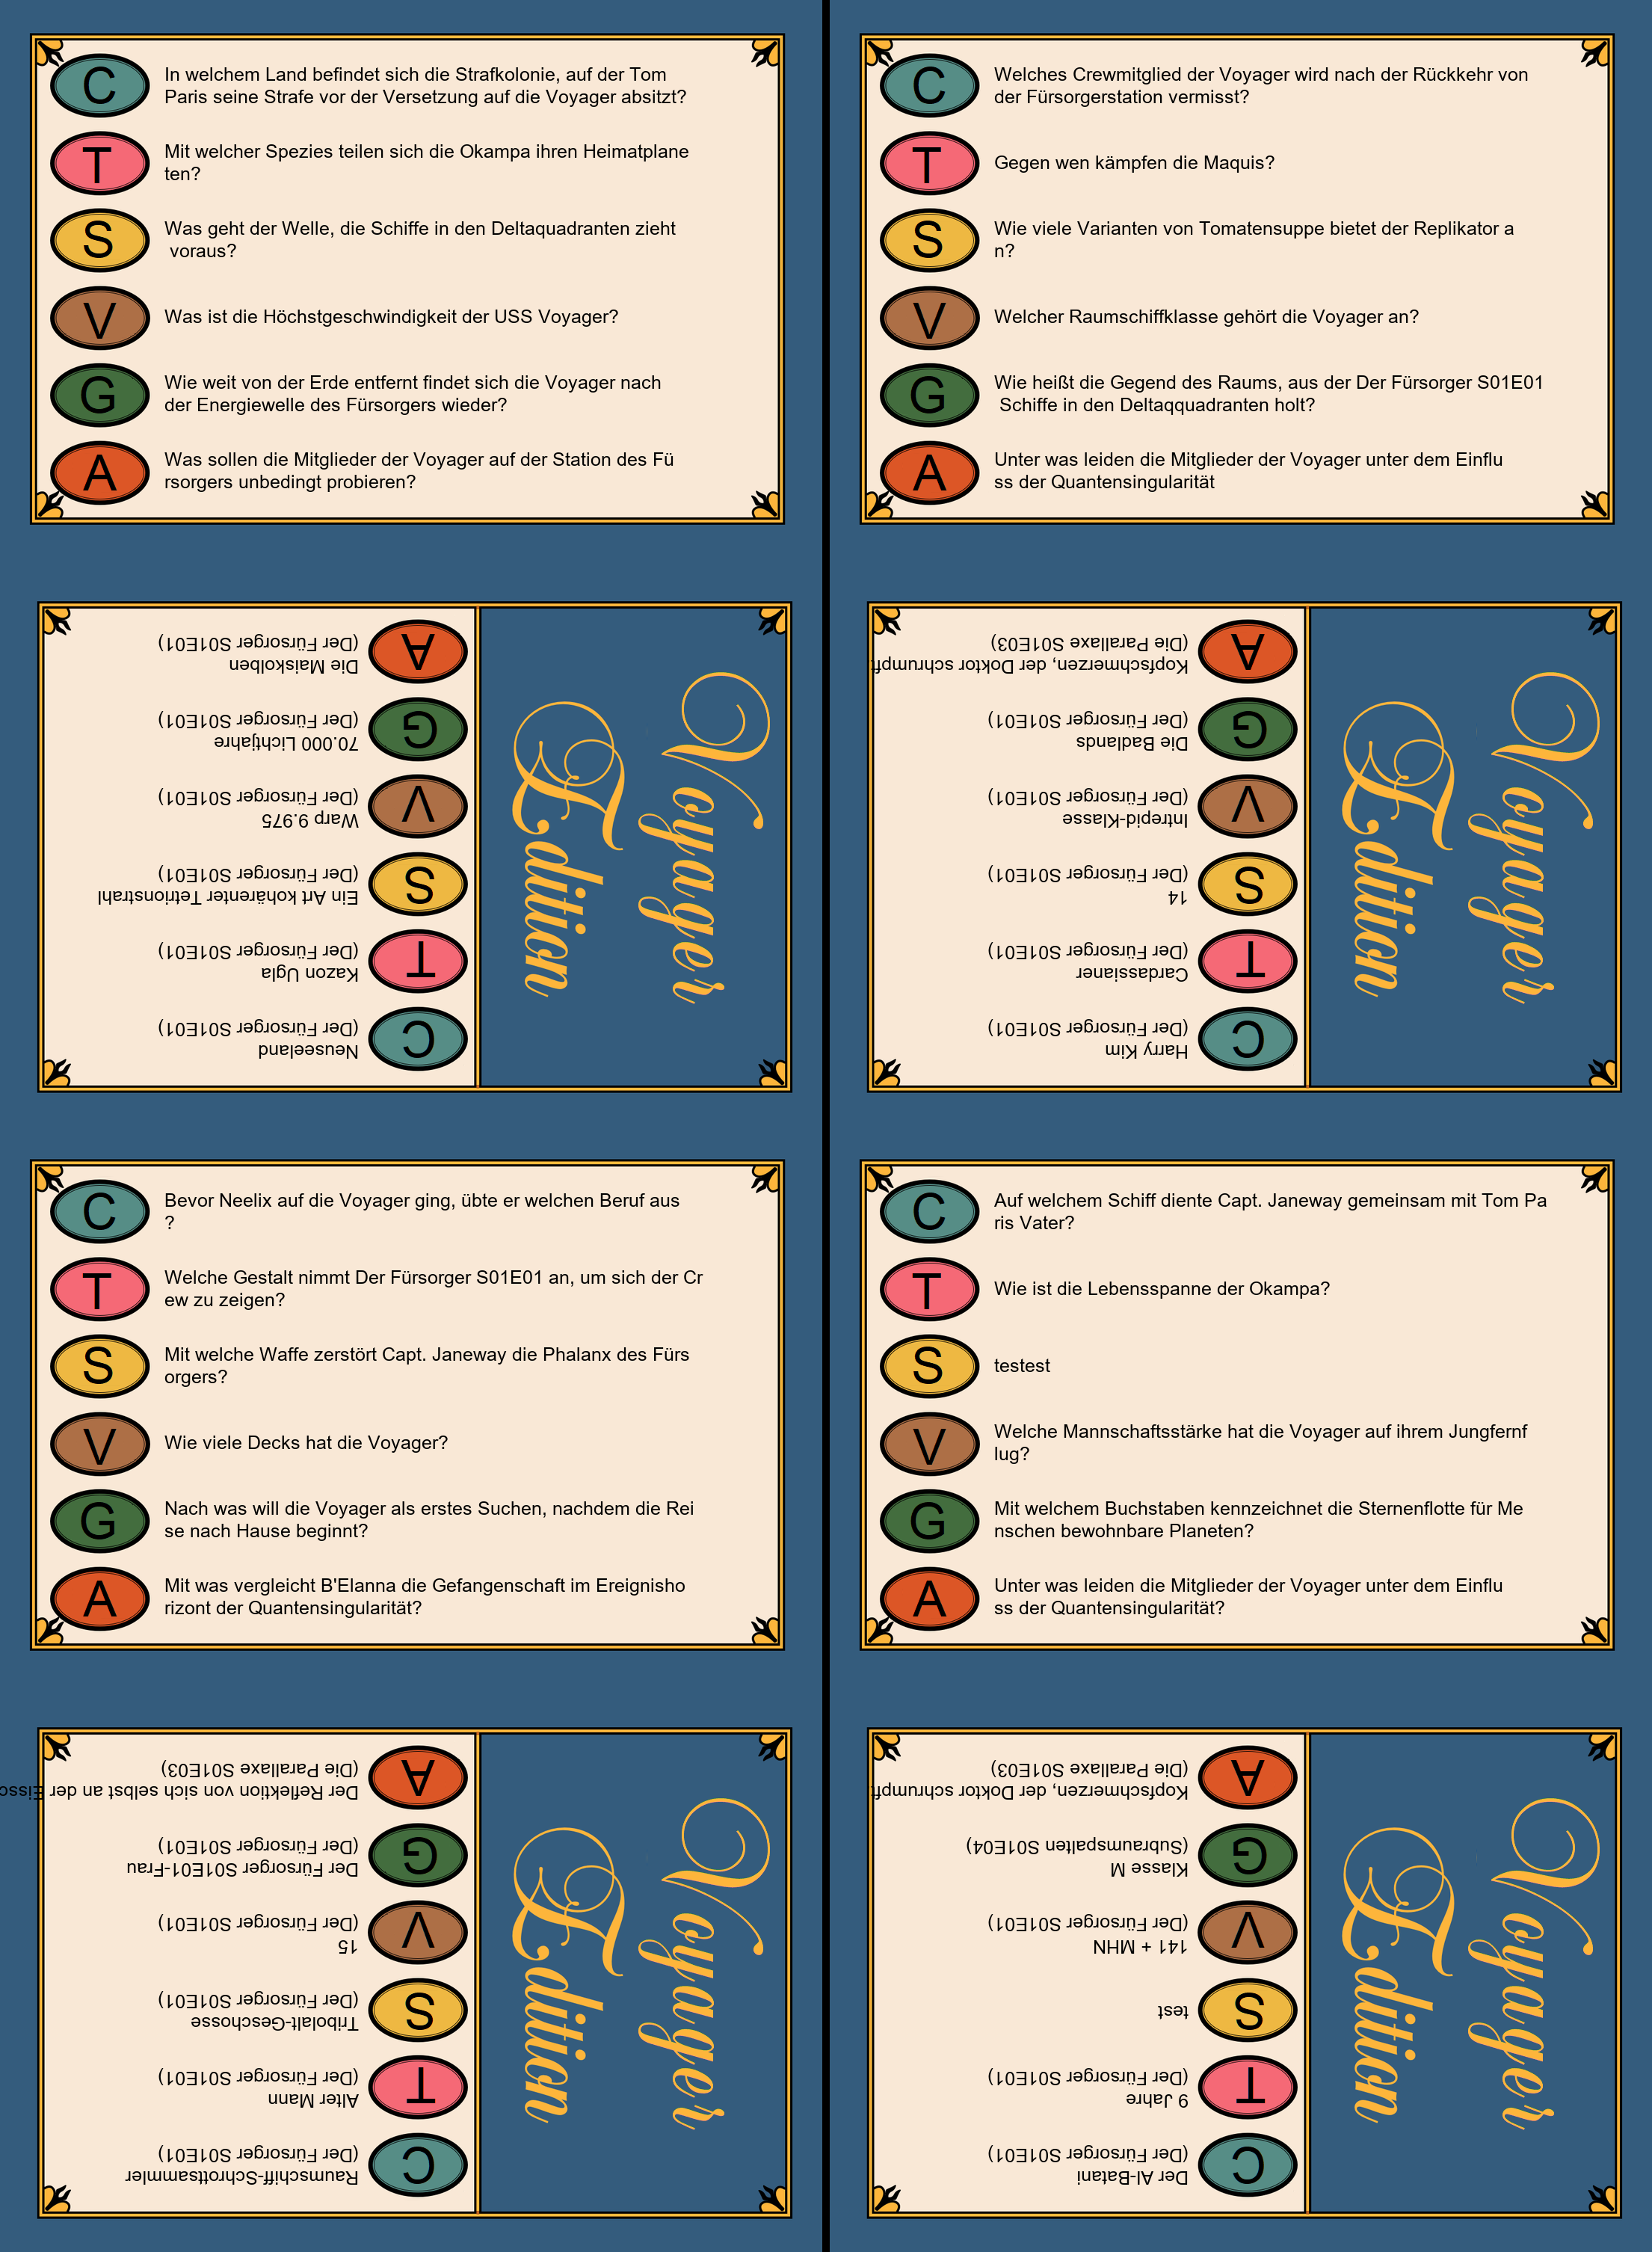 C
In welchem Land befindet sich die Strafkolonie, auf der Tom
Paris seine Strafe vor der Versetzung auf die Voyager absitzt?
T
Mit welcher Spezies teilen sich die Okampa ihren Heimatplane
ten?
S
Was geht der Welle, die Schiffe in den Deltaquadranten zieht
voraus?
V
Was ist die Höchstgeschwindigkeit der USS Voyager?
G
Wie weit von der Erde entfernt findet sich die Voyager nach
der Energiewelle des Fürsorgers wieder?
A
Was sollen die Mitglieder der Voyager auf der Station des Fü
rsorgers unbedingt probieren?
C
Welches Crewmitglied der Voyager wird nach der Rückkehr von
der Fürsorgerstation vermisst?
T
Gegen wen kämpfen die Maquis?
S
Wie viele Varianten von Tomatensuppe bietet der Replikator a
n?
V
Welcher Raumschiffklasse gehört die Voyager an?
G
Wie heißt die Gegend des Raums, aus der Der Fürsorger S01E01
Schiffe in den Deltaqquadranten holt?
A
Unter was leiden die Mitglieder der Voyager unter dem Einflu
ss der Quantensingularität
Voyager
Edition
C
Neuseeland
(Der Fürsorger S01E01)
T
Kazon Ugla
(Der Fürsorger S01E01)
S
Ein Art kohärenter Tetrionstrahl
(Der Fürsorger S01E01)
V
Warp 9.975
(Der Fürsorger S01E01)
G
70.000 Lichtjahre
(Der Fürsorger S01E01)
A
Die Maiskolben
(Der Fürsorger S01E01)
Voyager
Edition
C
Harry Kim
(Der Fürsorger S01E01)
T
Cardassianer
(Der Fürsorger S01E01)
S
14
(Der Fürsorger S01E01)
V
Intrepid-Klasse
(Der Fürsorger S01E01)
G
Die Badlands
(Der Fürsorger S01E01)
A
Kopfschmerzen, der Doktor schrumpft
(Die Parallaxe S01E03)
C
Bevor Neelix auf die Voyager ging, übte er welchen Beruf aus
?
T
Welche Gestalt nimmt Der Fürsorger S01E01 an, um sich der Cr
ew zu zeigen?
S
Mit welche Waffe zerstört Capt. Janeway die Phalanx des Fürs
orgers?
V
Wie viele Decks hat die Voyager?
G
Nach was will die Voyager als erstes Suchen, nachdem die Rei
se nach Hause beginnt?
A
Mit was vergleicht B'Elanna die Gefangenschaft im Ereignisho
rizont der Quantensingularität?
C
Auf welchem Schiff diente Capt. Janeway gemeinsam mit Tom Pa
ris Vater?
T
Wie ist die Lebensspanne der Okampa?
S
testest
V
Welche Mannschaftsstärke hat die Voyager auf ihrem Jungfernf
lug?
G
Mit welchem Buchstaben kennzeichnet die Sternenflotte für Me
nschen bewohnbare Planeten?
A
Unter was leiden die Mitglieder der Voyager unter dem Einflu
ss der Quantensingularität?
Voyager
Edition
C
Raumschiff-Schrottsammler
(Der Fürsorger S01E01)
T
Alter Mann
(Der Fürsorger S01E01)
S
Tribolalt-Geschosse
(Der Fürsorger S01E01)
V
15
(Der Fürsorger S01E01)
G
Der Fürsorger S01E01-Frau
(Der Fürsorger S01E01)
A
Der Reflektion von sich selbst an der
(Die Parallaxe S01E03)
Voyager
Edition
C
Der Al-Batani
(Der Fürsorger S01E01)
T
9 Jahre
(Der Fürsorger S01E01)
S
test
V
141 + MHN
(Der Fürsorger S01E01)
G
Klasse M
(Subraumspalten S01E04)
A
Kopfschmerzen, der Doktor schrumpft
(Die Parallaxe S01E03)